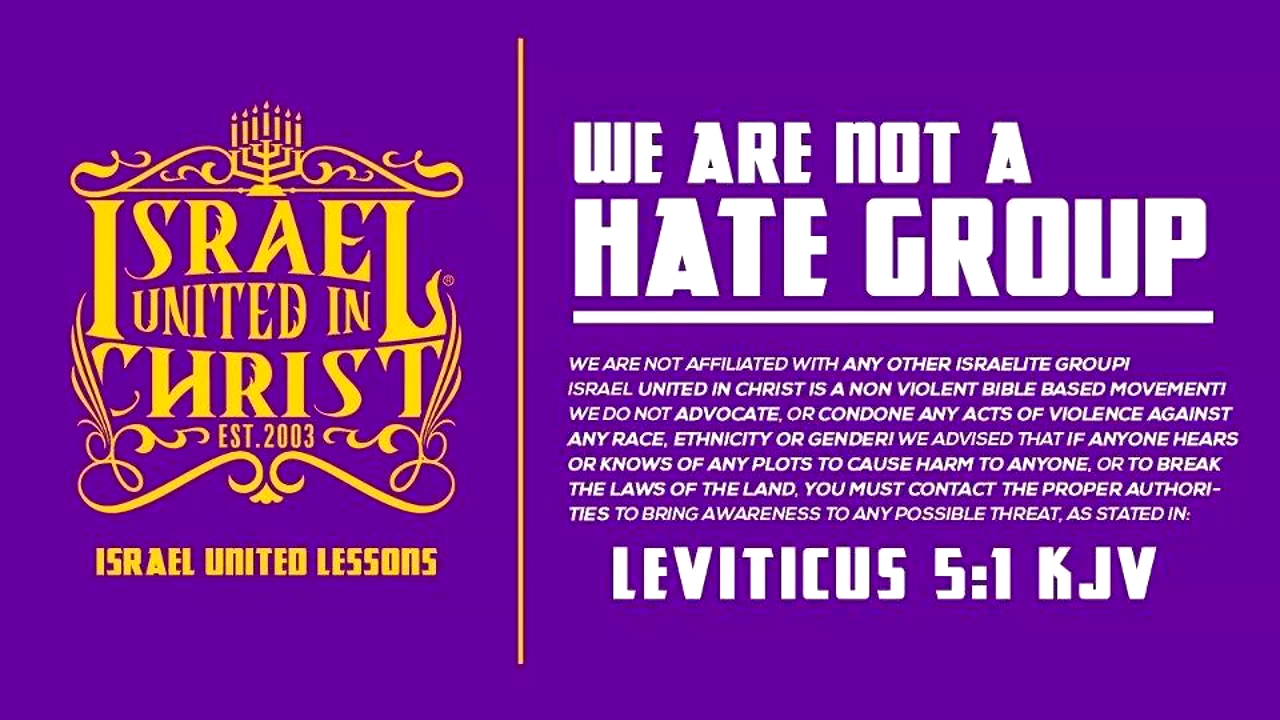 ISRAEL
UNITED IN
CHRIST
®
EST. 2003
ISRAEL UNITED LESSONS
WE ARE NOT A
HATE GROUP
WE ARE NOT AFFILIATED WITH ANY OTHER ISRAELITE GROUP!
ISRAEL UNITED IN CHRIST IS A NON VIOLENT BIBLE BASED MOVEMENT!
WE DO NOT ADVOCATE, OR CONDONE ANY ACTS OF VIOLENCE AGAINST
ANY RACE, ETHNICITY OR GENDER! WE ADVISED THAT IF ANYONE HEARS
OR KNOWS OF ANY PLOTS TO CAUSE HARM TO ANYONE, OR TO BREAK
THE LAWS OF THE LAND, YOU MUST CONTACT THE PROPER AUTHORI-
TIES TO BRING AWARENESS TO ANY POSSIBLE THREAT, AS STATED IN:
LEVITICUS 5:1 KJV